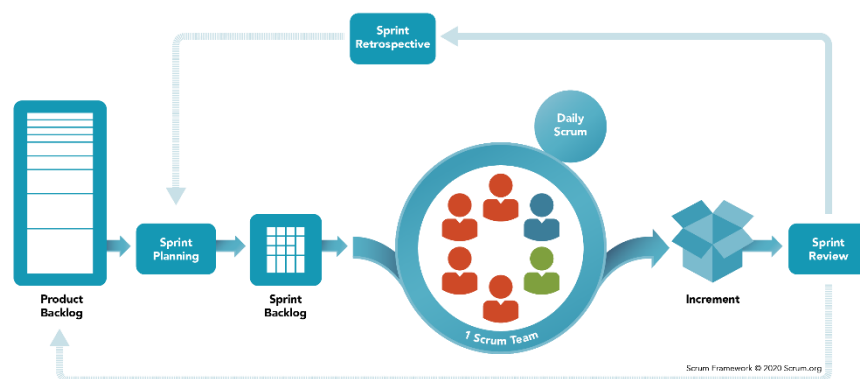 Sprint
Retrospective
Daily
Scrum
Sprint
Planning
Sprint
Review
Product
Backlog
Sprint
Backlog
Increment
1 Scrum Team
Scrum Framework © 2020 Scrum.org